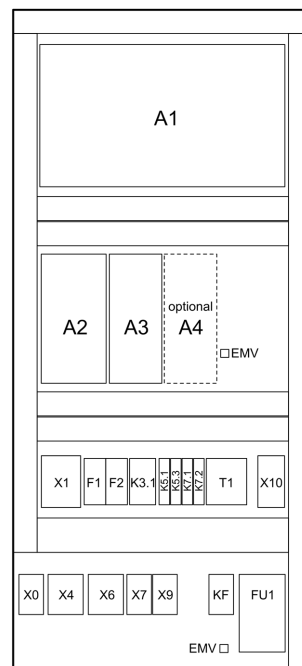 A1
optional
A2 A3 A4
EMV
X1 F1 F2 K3.1 K5.1 K5.3 K7.1 K7.2 T1 X10
X0 X4 X6 X7 X9 KF FU1
EMV